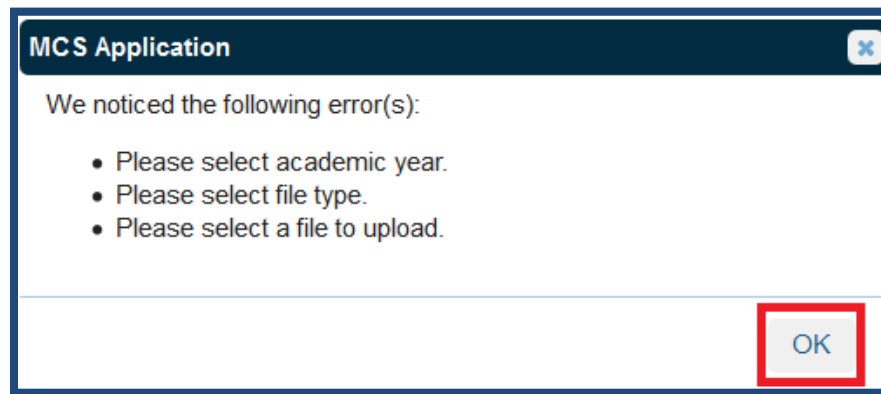 MCS Application
We noticed the following error(s):
• Please select academic year.
• Please select file type.
• Please select a file to upload.
OK